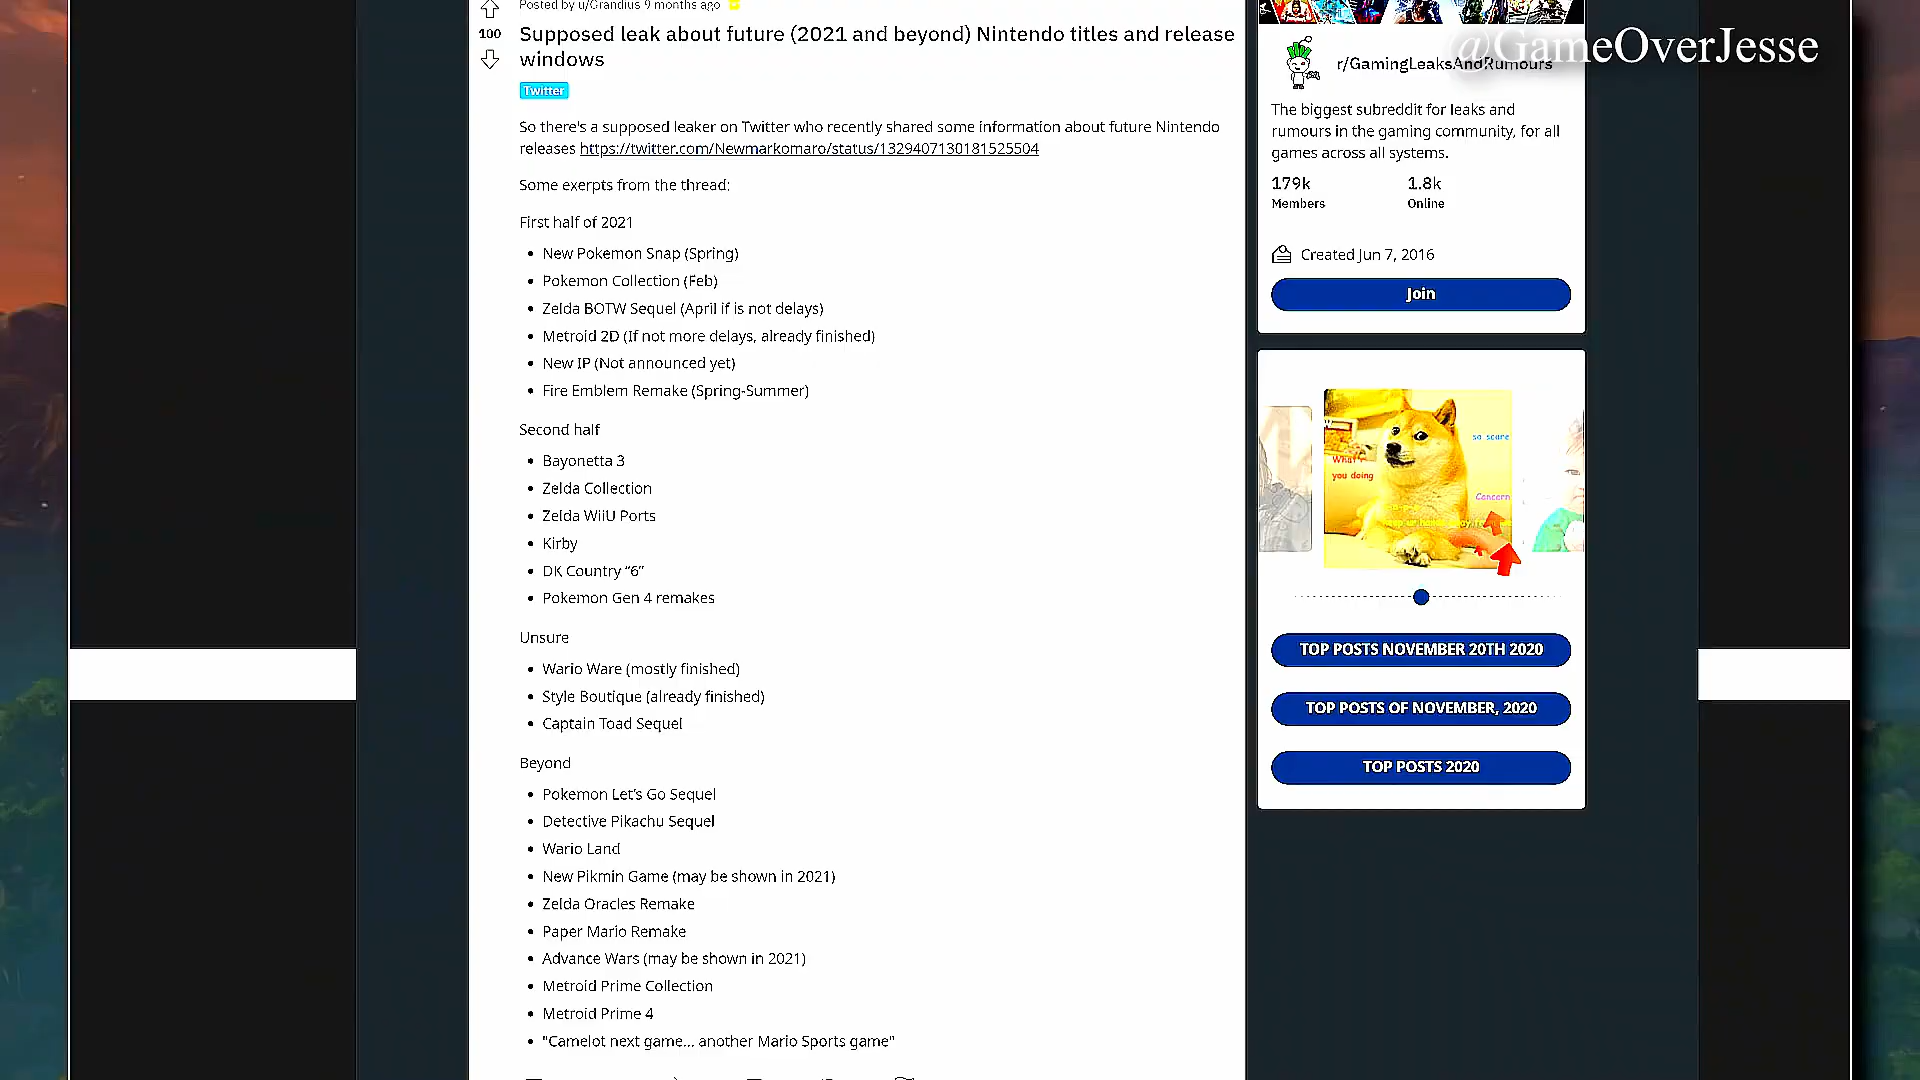 Posted by u/Grandius 9 months ago
100
Supposed leak about future (2021 and beyond) Nintendo titles and release
windows
Twitter
So there's a supposed leaker on Twitter who recently shared some information about future Nintendo
releases https://twitter.com/Newmarkomaro/status/1329407130181525504
Some exerpts from the thread:
First half of 2021
• New Pokemon Snap (Spring)
• Pokemon Collection (Feb)
• Zelda BOTW Sequel (April if is not delays)
• Metroid 2D (If not more delays, already finished)
• New IP (Not announced yet)
• Fire Emblem Remake (Spring-Summer)
Second half
• Bayonetta 3
• Zelda Collection
• Zelda WiiU Ports
• Kirby
• DK Country “6”
• Pokemon Gen 4 remakes
Unsure
• Wario Ware (mostly finished)
• Style Boutique (already finished)
• Captain Toad Sequel
Beyond
• Pokemon Let’s Go Sequel
• Detective Pikachu Sequel
• Wario Land
• New Pikmin Game (may be shown in 2021)
• Zelda Oracles Remake
• Paper Mario Remake
• Advance Wars (may be shown in 2021)
• Metroid Prime Collection
• Metroid Prime 4
• "Camelot next game... another Mario Sports game"
@GameOverJesse
r/GamingLeaksAndRumours
The biggest subreddit for leaks and
rumours in the gaming community, for all
games across all systems.
179k
1.8k
Members
Online
Created Jun 7, 2016
Join
so scare
What r
you doing
Concern
TOP POSTS NOVEMBER 20TH 2020
TOP POSTS OF NOVEMBER, 2020
TOP POSTS 2020